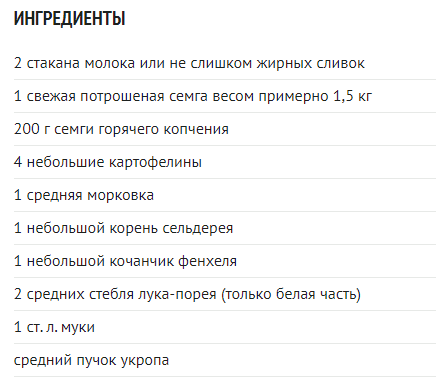 ИНГРЕДИЕНТЫ
2 стакана молока или не слишком жирных сливок
1 свежая потрошеная семга весом примерно 1,5 кг
200 г семги горячего копчения
4 небольшие картофелины
1 средняя морковка
1 небольшой корень сельдерея
1 небольшой кочанчик фенхеля
2 средних стебля лука-порея (только белая часть)
1 ст. л. муки
средний пучок укропа